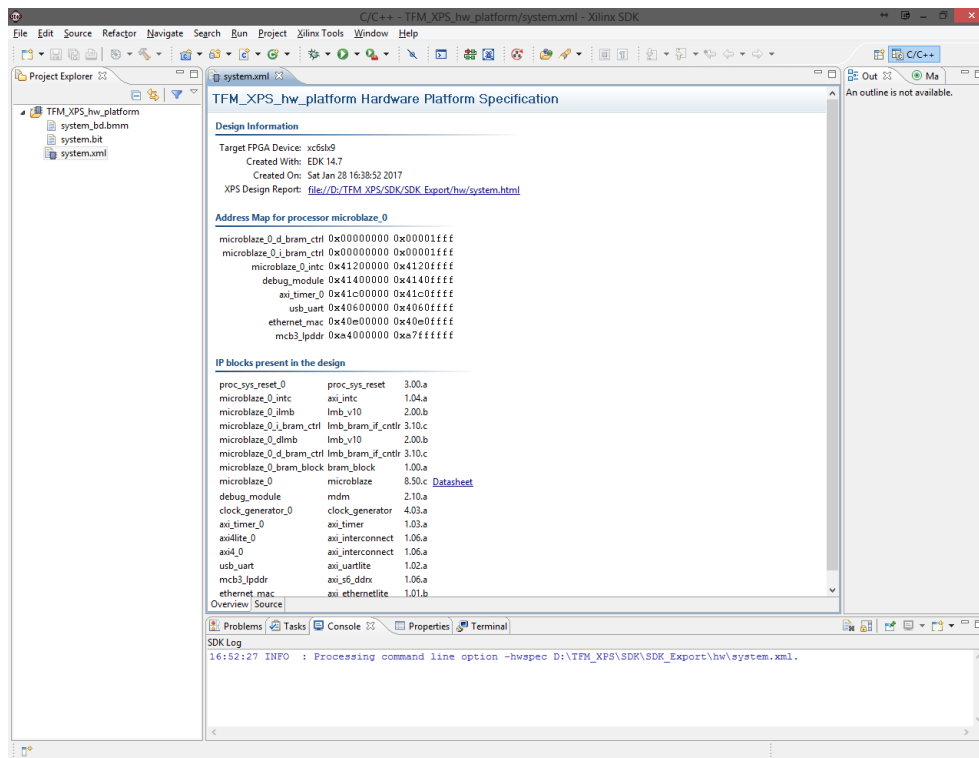 C/C++ - TFM_XPS_hw_platform/system.xml - Xilinx SDK
File Edit Source Refactor Navigate Search Run Project Xilinx Tools Window Help
C/C++
Project Explorer
system.xml
Out Ma
TFM_XPS_hw_platform
system_bd.bmm
system.bit
system.xml
TFM_XPS_hw_platform Hardware Platform Specification
An outline is not available.
Design Information
Target FPGA Device: xc6slx9
Created With: EDK 14.7
Created On: Sat Jan 28 16:38:52 2017
XPS Design Report: file://D:/TFM_XPS/SDK/SDK_Export/hw/system.html
Address Map for processor microblaze_0
microblaze_0_d_bram_ctrl 0x00000000 0x00001fff
microblaze_0_i_bram_ctrl 0x00000000 0x00001fff
microblaze_0_intc 0x41200000 0x4120ffff
debug_module 0x41400000 0x4140ffff
axi_timer_0 0x41c00000 0x41c0ffff
usb_uart 0x40600000 0x4060ffff
ethernet_mac 0x40e00000 0x40e0ffff
mcb3_lpddr 0xa4000000 0xa7ffffff
IP blocks present in the design
proc_sys_reset_0 proc_sys_reset 3.00.a
microblaze_0_intc axi_intc 1.04.a
microblaze_0_ilmb lmb_v10 2.00.b
microblaze_0_i_bram_ctrl lmb_bram_if_cntlr 3.10.c
microblaze_0_dlmb lmb_v10 2.00.b
microblaze_0_d_bram_ctrl lmb_bram_if_cntlr 3.10.c
microblaze_0_bram_block bram_block 1.00.a
microblaze_0 microblaze 8.50.c Datasheet
debug_module mdm 2.10.a
clock_generator_0 clock_generator 4.03.a
axi_timer_0 axi_timer 1.03.a
axi4lite_0 axi_interconnect 1.06.a
axi4_0 axi_interconnect 1.06.a
usb_uart axi_uartlite 1.02.a
mcb3_lpddr axi_s6_ddrx 1.06.a
ethernet_mac axi_ethernetlite 1.01.b
Overview Source
Problems Tasks Console Properties Terminal
SDK Log
16:52:27 INFO : Processing command line option -hwspec D:\TFM_XPS\SDK\SDK_Export\hw\system.xml.